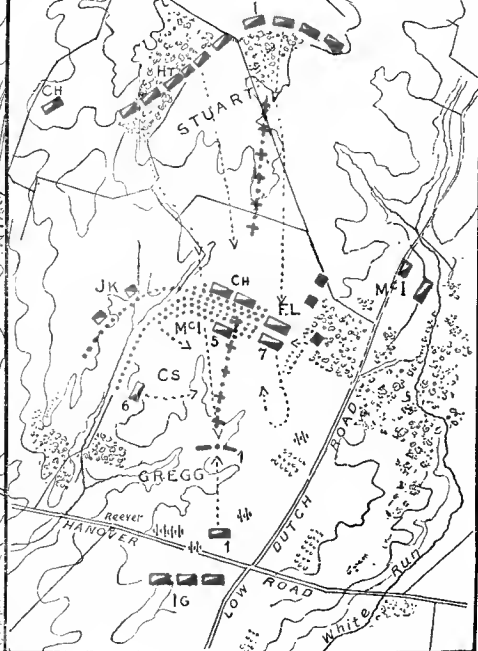 HT
CH
STUART
JK
CH
McI
FL
McI
5
7
CS
6
1
GREGG
Reever
HANOVER ROAD
1
IG
LOW DUTCH ROAD
White Run